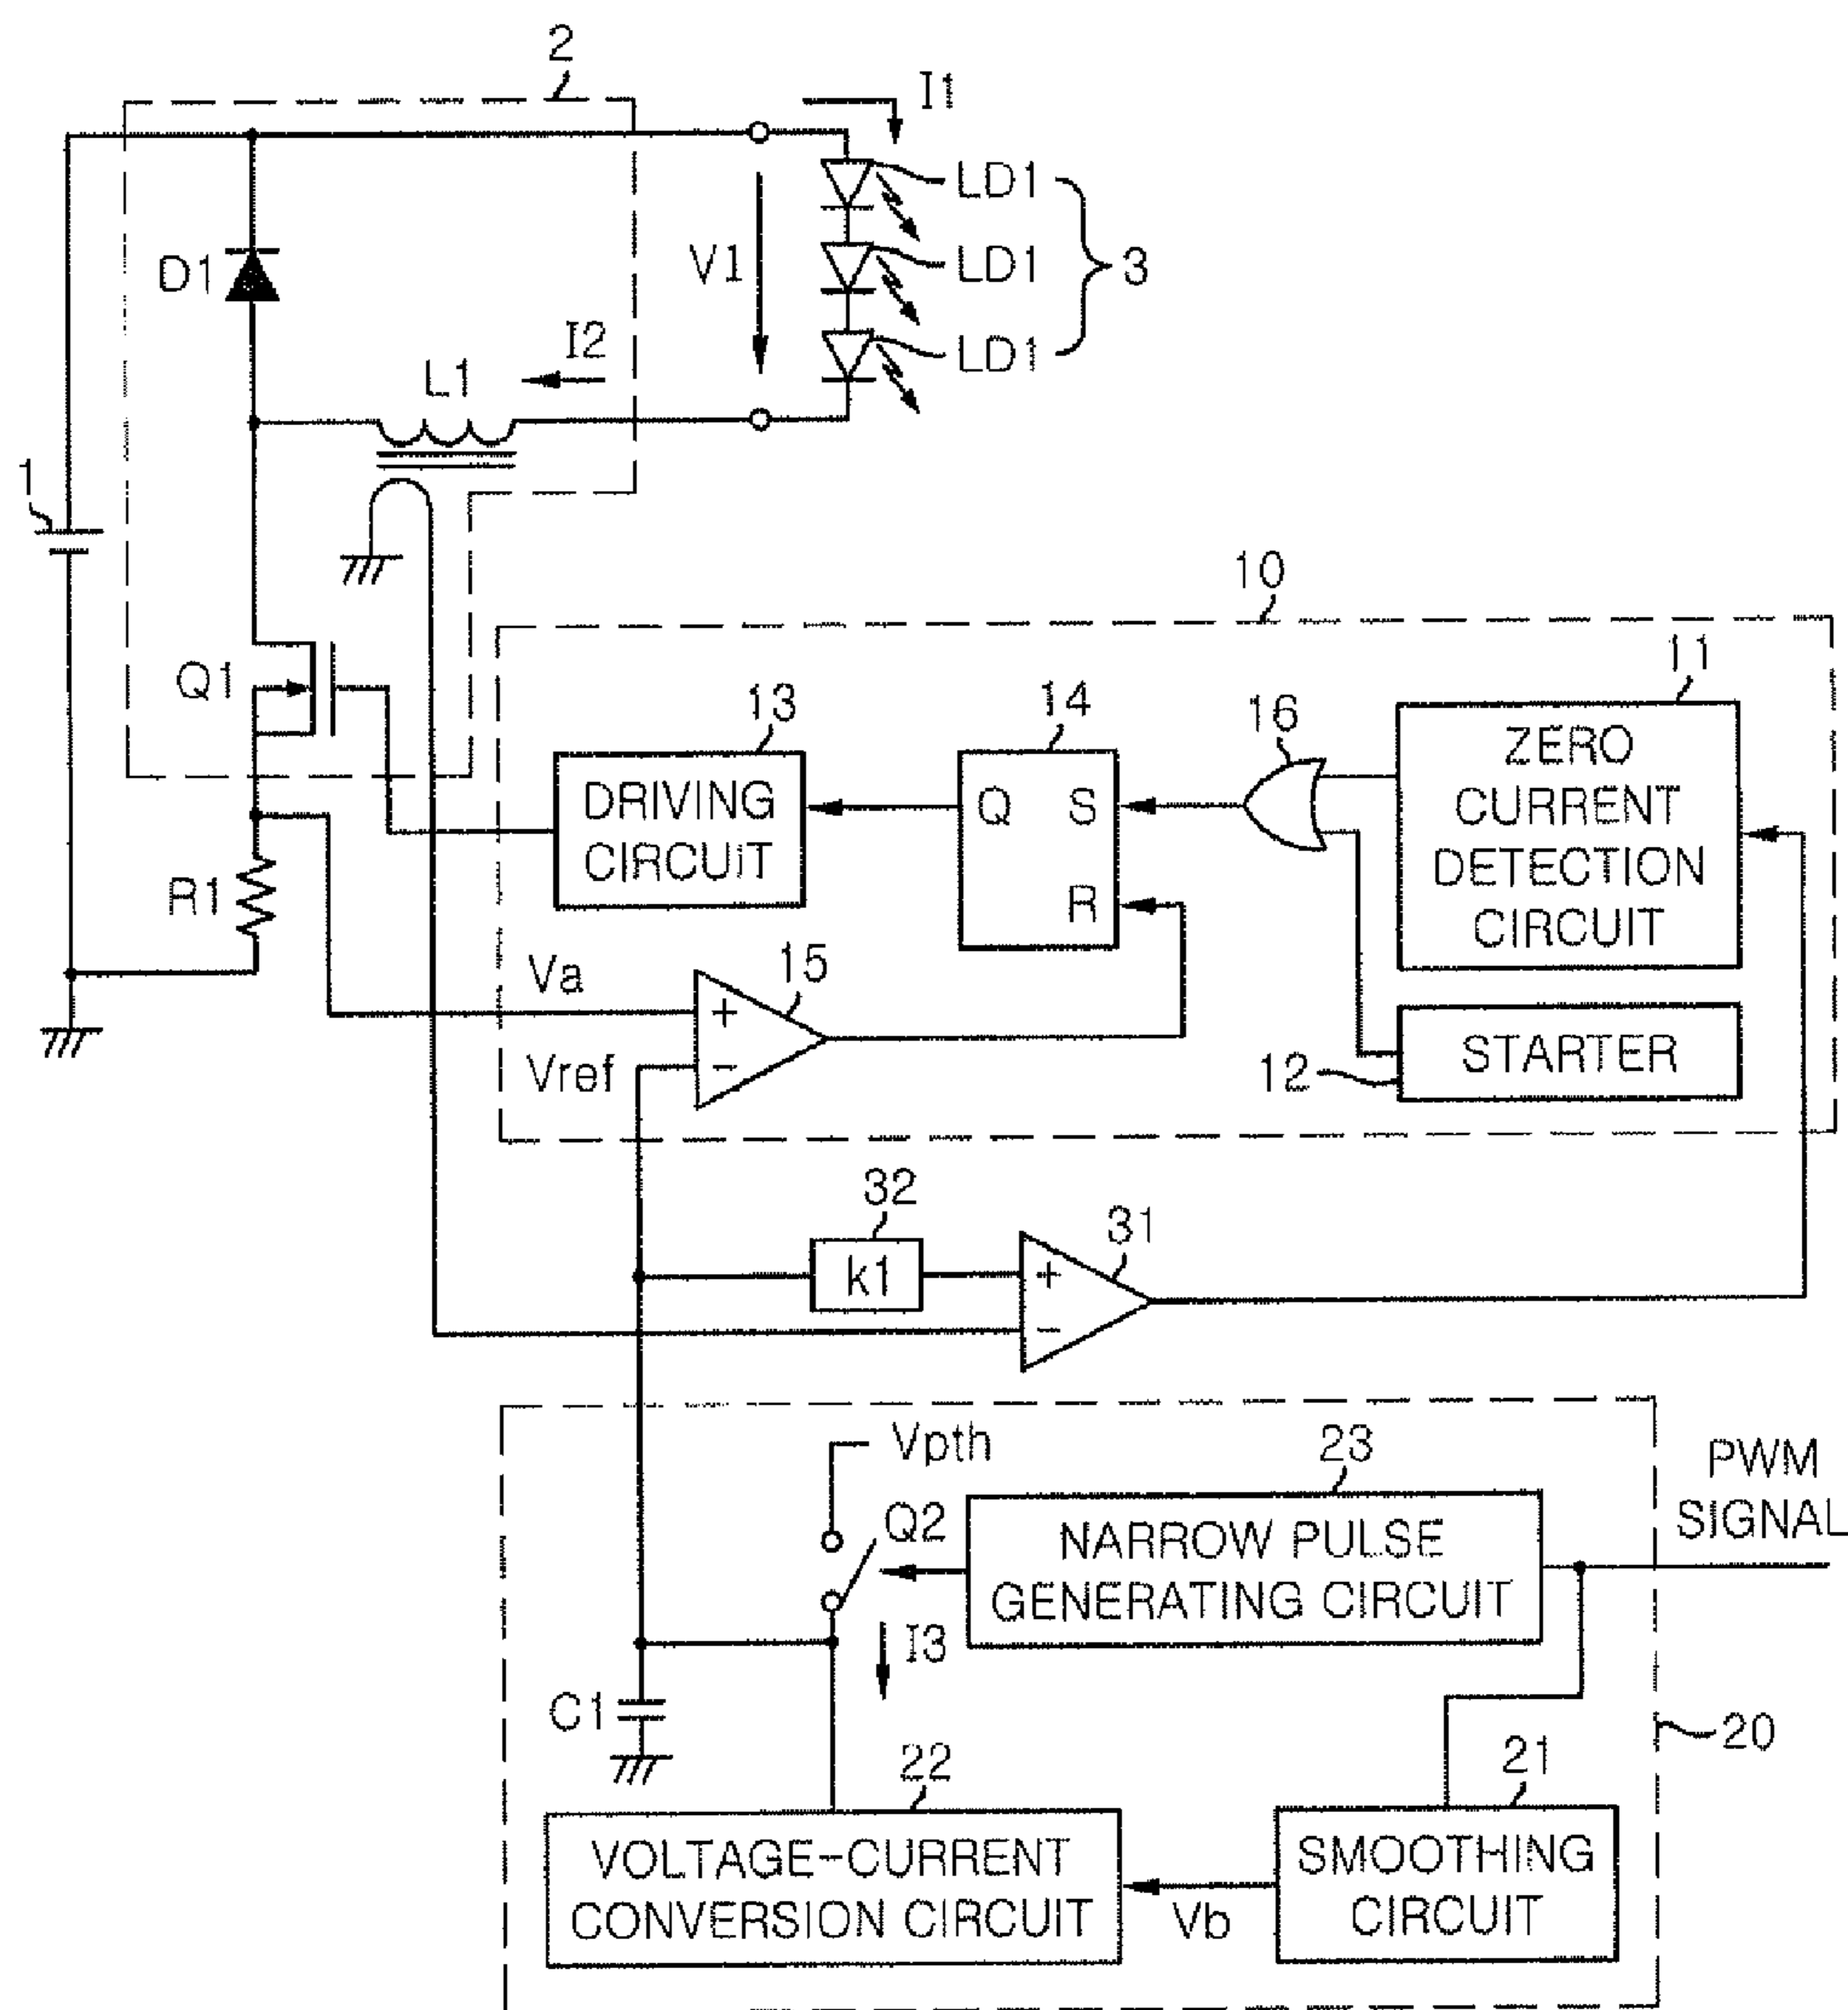 2
I1
LD1
D1
V1
LD1
3
I2
LD1
L1
1
10
Q1
11
13
14
16
ZERO
CURRENT
DETECTION
CIRCUIT
DRIVING
CIRCUiT
Q
S
R
R1
15
Va
+
STARTER
Vref
-
12
32
31
k1
+
-
Vpth
23
PWM
SIGNAL
Q2
NARROW PULSE
GENERATING CIRCUIT
I3
C1
20
22
21
VOLTAGE-CURRENT
CONVERSION CIRCUIT
SMOOTHING
CIRCUIT
Vb